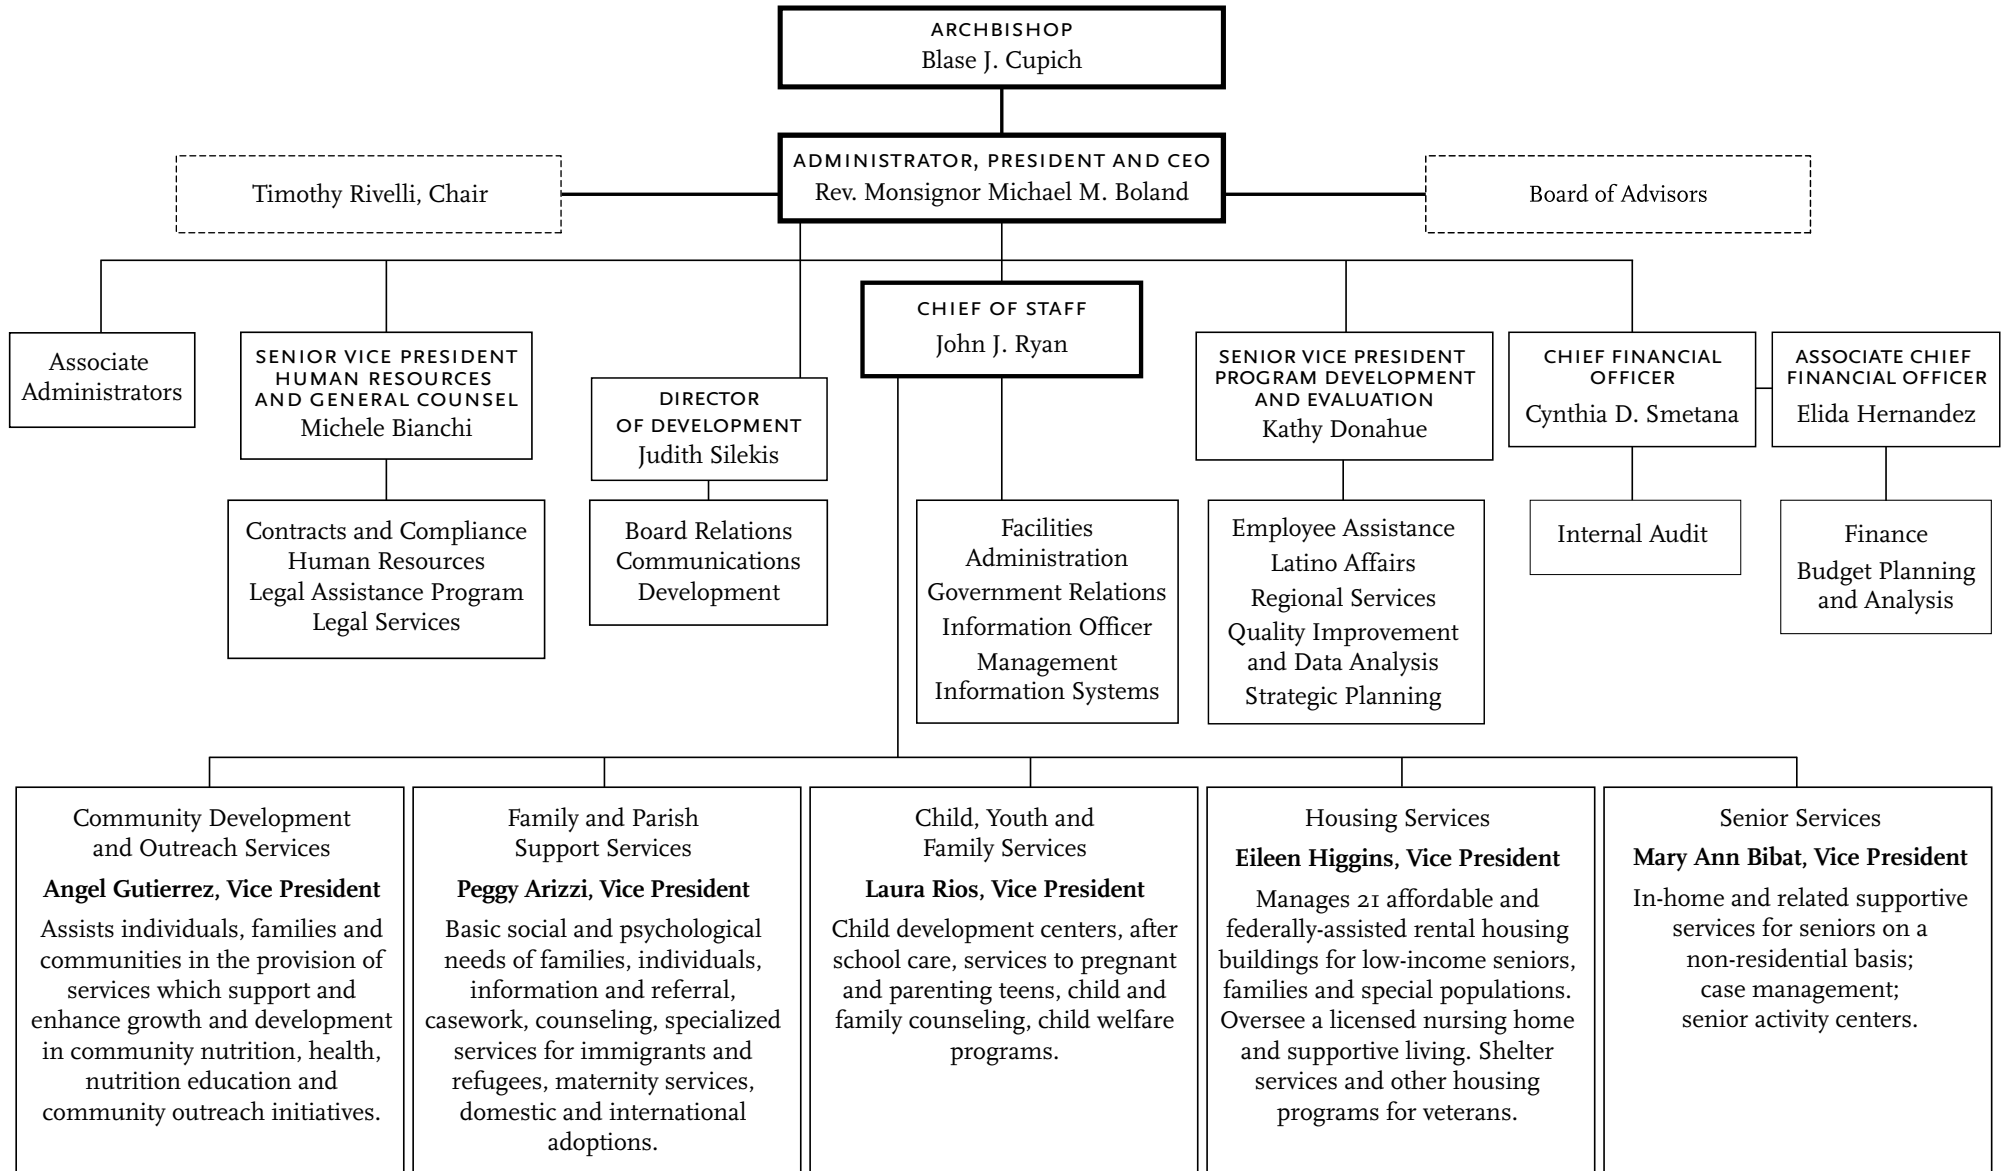 ARCHBISHOP
Blase J. Cupich
ADMINISTRATOR, PRESIDENT AND CEO
Rev. Monsignor Michael M. Boland
Timothy Rivelli, Chair
Board of Advisors
CHIEF OF STAFF
John J. Ryan
Associate
Administrators
SENIOR VICE PRESIDENT
HUMAN RESOURCES
AND GENERAL COUNSEL
Michele Bianchi
DIRECTOR
OF DEVELOPMENT
Judith Silekis
SENIOR VICE PRESIDENT
PROGRAM DEVELOPMENT
AND EVALUATION
Kathy Donahue
CHIEF FINANCIAL
OFFICER
Cynthia D. Smetana
ASSOCIATE CHIEF
FINANCIAL OFFICER
Elida Hernandez
Contracts and Compliance
Human Resources
Legal Assistance Program
Legal Services
Board Relations
Communications
Development
Facilities
Administration
Government Relations
Information Officer
Management
Information Systems
Employee Assistance
Latino Affairs
Regional Services
Quality Improvement
and Data Analysis
Strategic Planning
Internal Audit
Finance
Budget Planning
and Analysis
Community Development
and Outreach Services
Angel Gutierrez, Vice President
Assists individuals, families and
communities in the provision of
services which support and
enhance growth and development
in community nutrition, health,
nutrition education and
community outreach initiatives.
Family and Parish
Support Services
Peggy Arizzi, Vice President
Basic social and psychological
needs of families, individuals,
information and referral,
casework, counseling, specialized
services for immigrants and
refugees, maternity services,
domestic and international
adoptions.
Child, Youth and
Family Services
Laura Rios, Vice President
Child development centers, after
school care, services to pregnant
and parenting teens, child and
family counseling, child welfare
programs.
Housing Services
Eileen Higgins, Vice President
Manages 21 affordable and
federally-assisted rental housing
buildings for low-income seniors,
families and special populations.
Oversee a licensed nursing home
and supportive living. Shelter
services and other housing
programs for veterans.
Senior Services
Mary Ann Bibat, Vice President
In-home and related supportive
services for seniors on a
non-residential basis;
case management;
senior activity centers.